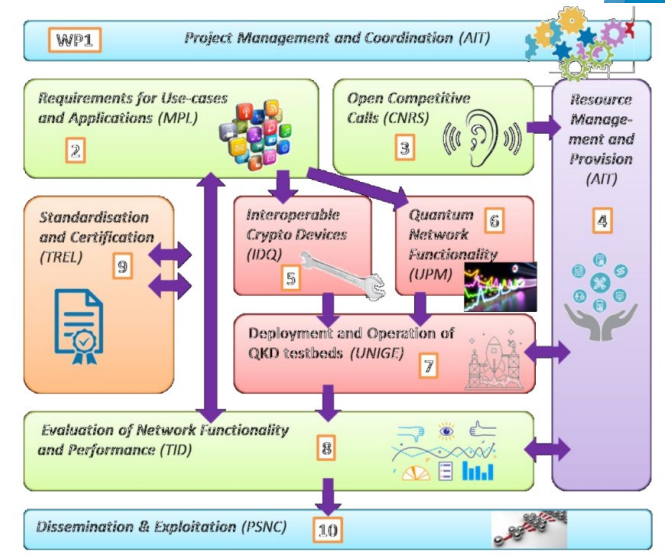 WP1
Project Management and Coordination (AIT)
Requirements for Use-cases
and Applications (MPL)
2
Open Competitive
Calls (CNRS)
3
Resource
Manage-
ment and
Provision
(AIT)
4
Standardisation
and Certification
(TREL)
9
Interoperable
Crypto Devices
(IDQ)
5
Quantum
Network
Functionality
(UPM)
6
Deployment and Operation of
QKD testbeds (UNIGE)
7
Evaluation of Network Functionality
and Performance (TID)
8
Dissemination & Exploitation (PSNC)
10